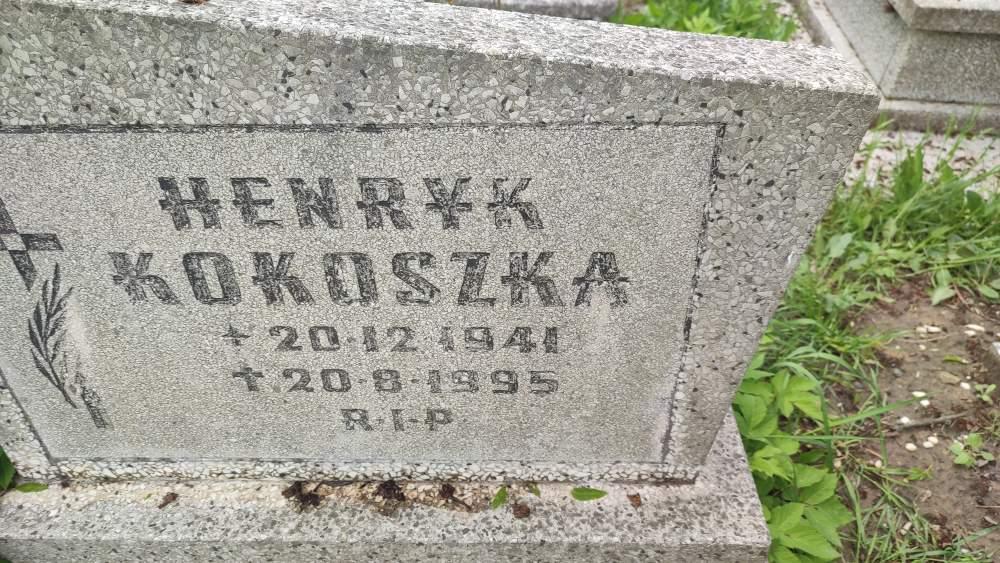 HENRYK
KOKOSZKA
20·12·1941
✝20·8·1995
R·I·P